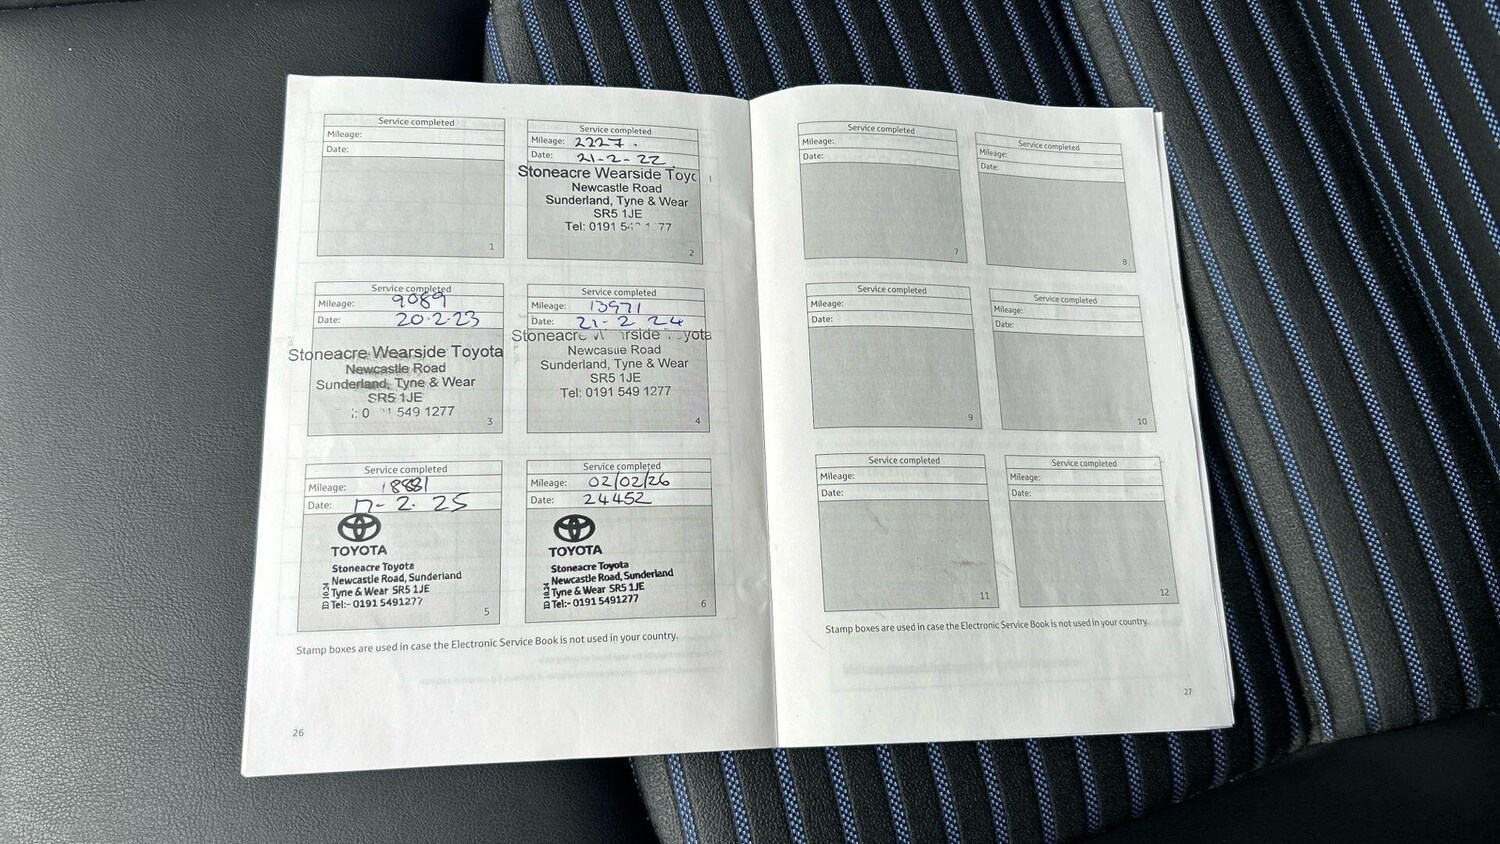 Service completed
Mileage:
Date:
1
Service completed
Mileage: 2227.
Date: 21-2-22
Stoneacre Wearside Toyo
Newcastle Road
Sunderland, Tyne & Wear
SR5 1JE
Tel: 0191 77
2
Service completed
Mileage: 9089
Date: 20.2.23
Stoneacre Wearside Toyota
Newcastle Road
Sunderland, Tyne & Wear
SR5 1JE
549 1277
3
Service completed
Mileage: 13971
Date: 21-2 24
Newcastle Road
Sunderland, Tyne & Wear
SR5 1JE
Tel: 0191 549 1277
4
Service completed
Mileage: 18881
Date: 17-2. 25
TOYOTA
Stoneacre Toyota
Newcastle Road, Sunderland
Tyne & Wear SR5 1JE
Tel:- 0191 5491277
5
Service completed
Mileage: 02/02/26
Date: 24452
TOYOTA
Stoneacre Toyota
Newcastle Road, Sunderland
Tyne & Wear SR5 1JE
Tel:- 0191 5491277
6
Stamp boxes are used in case the Electronic Service Book is not used in your country.
26
Service completed
Mileage:
Date:
7
Service completed
Mileage:
Date:
8
Service completed
Mileage:
Date:
9
Service completed
Mileage:
Date:
10
Service completed
Mileage:
Date:
11
Service completed
Mileage:
Date:
12
Stamp boxes are used in case the Electronic Service Book is not used in your country.
27